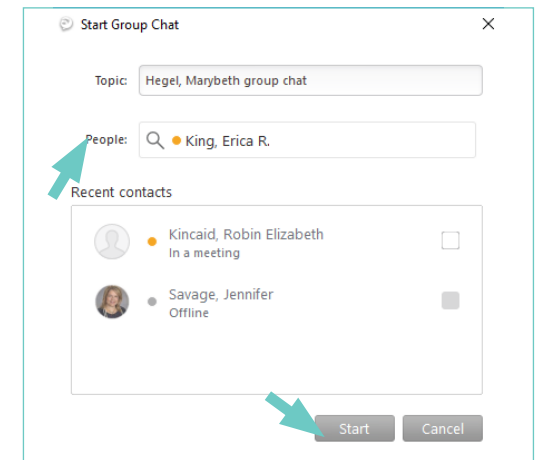 Start Group Chat
Topic: Hegel, Marybeth group chat
People: King, Erica R.
Recent contacts
Kincaid, Robin Elizabeth
In a meeting
Savage, Jennifer
Offline
Start Cancel